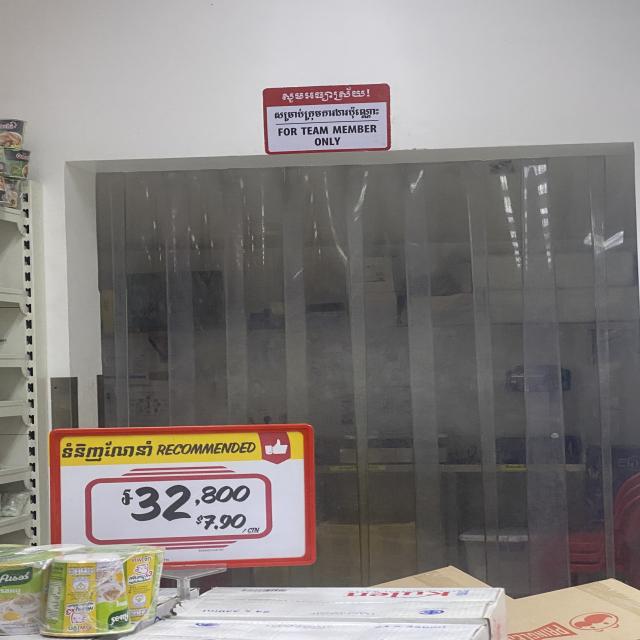 សូមអធ្យាស្រ័យ!
សម្រាប់ក្រុមការងារប៉ុណ្ណោះ
FOR TEAM MEMBER
ONLY
ទំនិញណែនាំ RECOMMENDED
៛32,800
$7.90 / CTN
Kulen